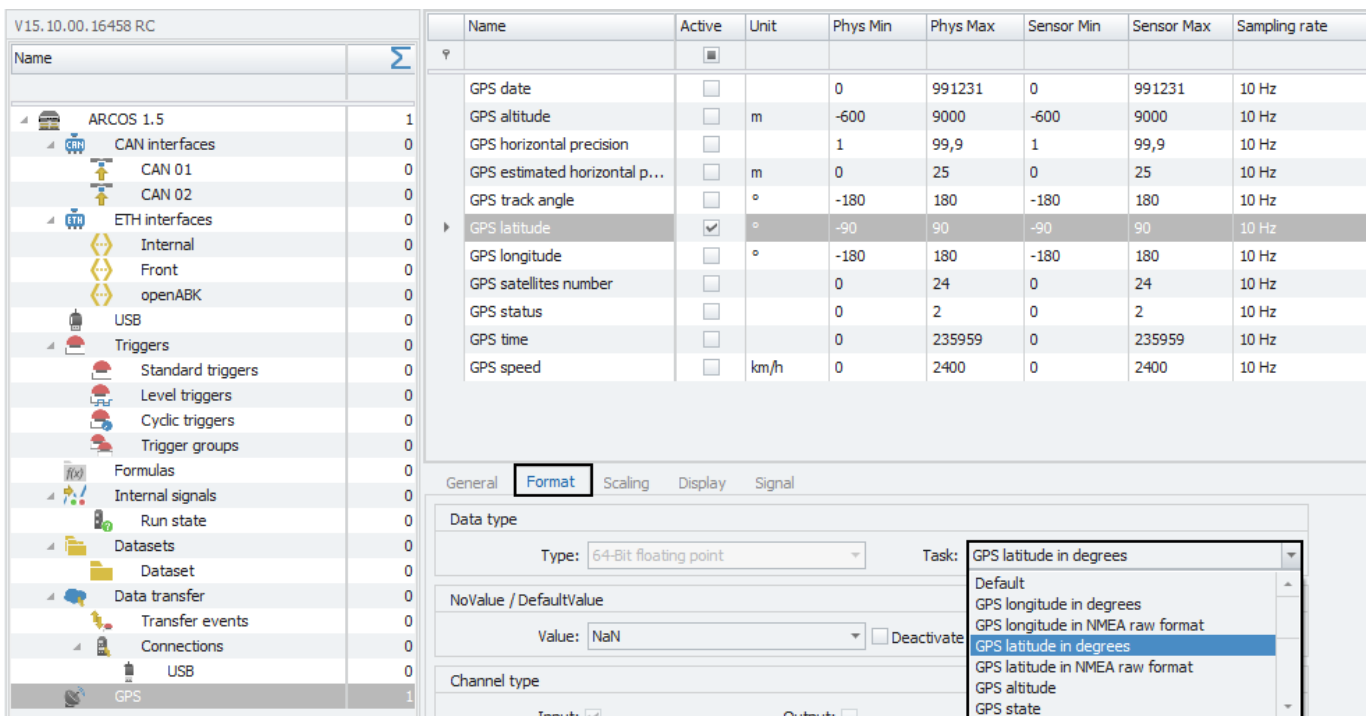 V15.10.00.16458 RC
Name
ARCOS 1.5 1
CAN interfaces 0
CAN 01 0
CAN 02 0
ETH interfaces 0
Internal 0
Front 0
openABK 0
USB 0
Triggers 0
Standard triggers 0
Level triggers 0
Cyclic triggers 0
Trigger groups 0
f(x) Formulas 0
Internal signals 0
Run state 0
Datasets 0
Dataset 0
Data transfer 0
Transfer events 0
Connections 0
USB 0
GPS 1
Name Active Unit Phys Min Phys Max Sensor Min Sensor Max Sampling rate
GPS date 0 991231 0 991231 10 Hz
GPS altitude m -600 9000 -600 9000 10 Hz
GPS horizontal precision 1 99,9 1 99,9 10 Hz
GPS estimated horizontal p... m 0 25 0 25 10 Hz
GPS track angle ° -180 180 -180 180 10 Hz
GPS latitude ° -90 90 -90 90 10 Hz
GPS longitude ° -180 180 -180 180 10 Hz
GPS satellites number 0 24 0 24 10 Hz
GPS status 0 2 0 2 10 Hz
GPS time 0 235959 0 235959 10 Hz
GPS speed km/h 0 2400 0 2400 10 Hz
General Format Scaling Display Signal
Data type
Type: 64-Bit floating point Task: GPS latitude in degrees
Default
GPS longitude in degrees
GPS longitude in NMEA raw format
GPS latitude in degrees
GPS latitude in NMEA raw format
GPS altitude
GPS state
NoValue / DefaultValue
Value: NaN Deactivate
Channel type
Input: Output: